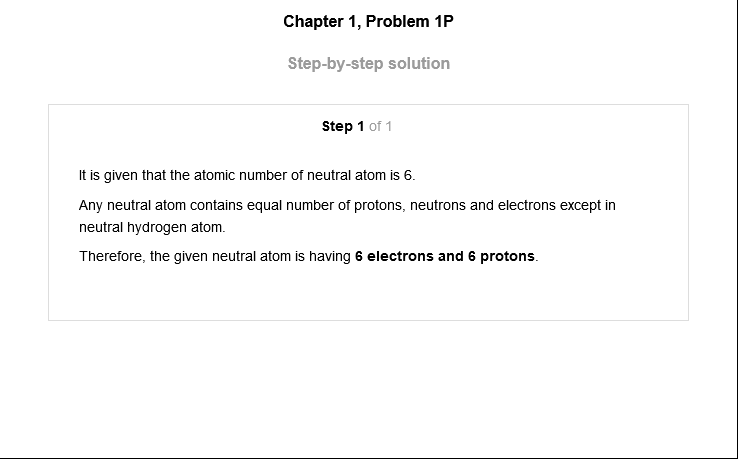 Chapter 1, Problem 1P
Step-by-step solution
Step 1 of 1
It is given that the atomic number of neutral atom is 6.
Any neutral atom contains equal number of protons, neutrons and electrons except in
neutral hydrogen atom.
Therefore, the given neutral atom is having 6 electrons and 6 protons.